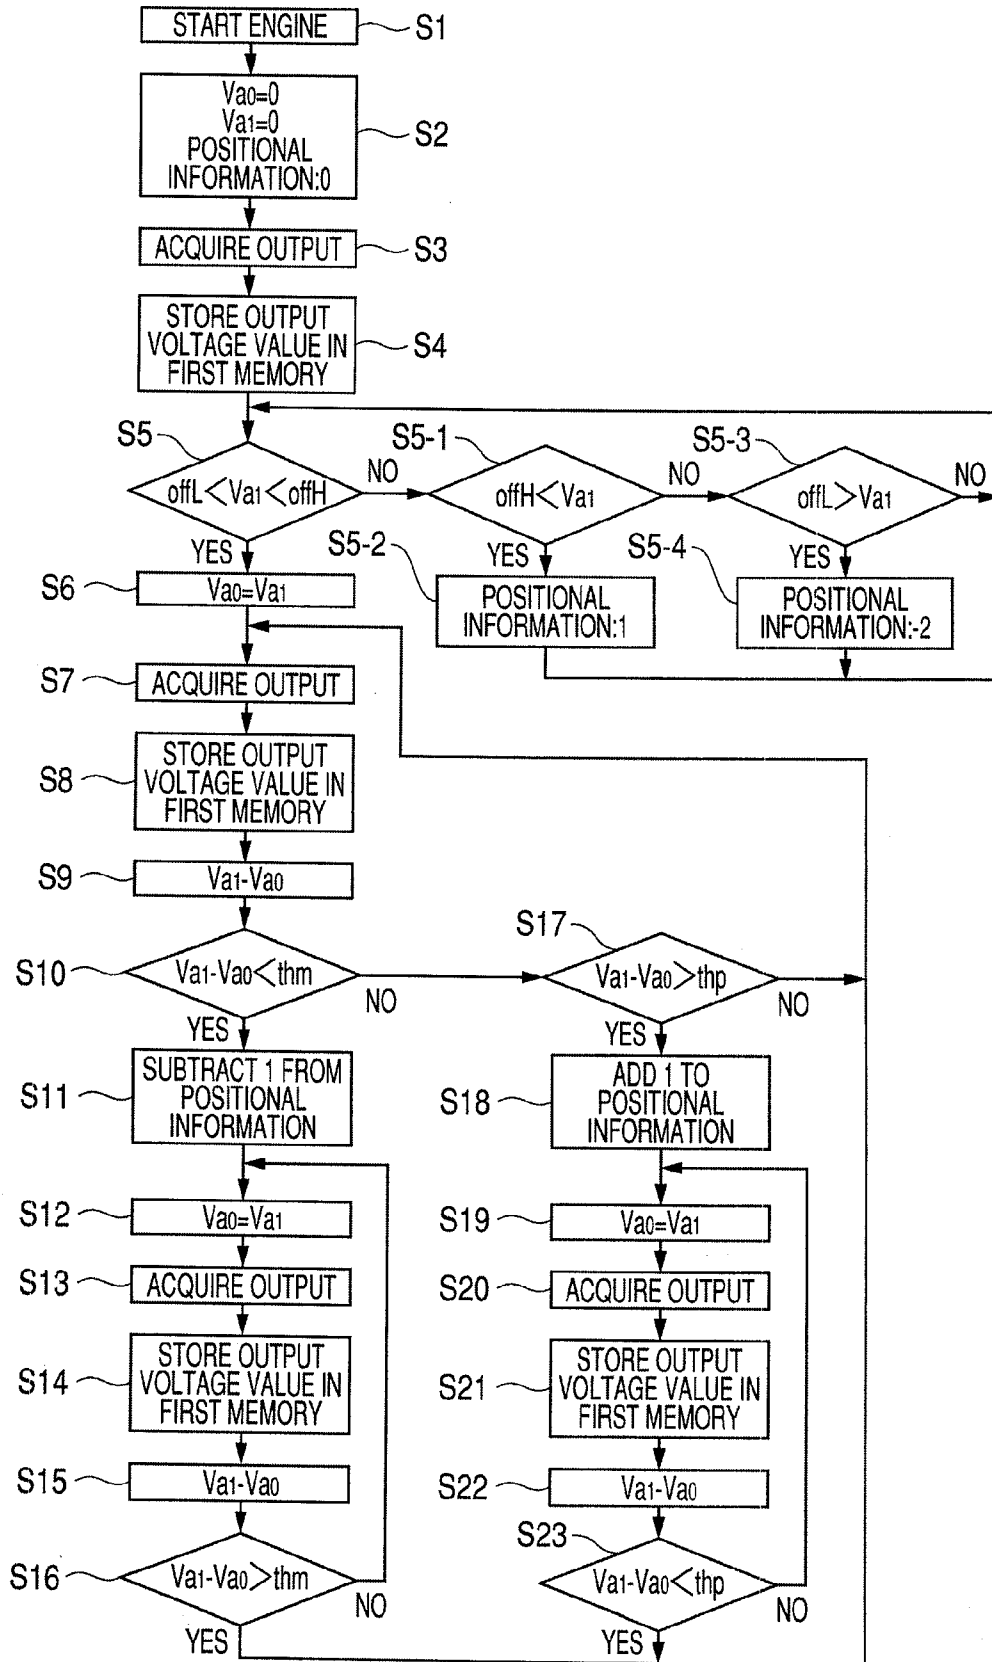 START ENGINE
S1
Va0=0
Va1=0
POSITIONAL
INFORMATION:0
S2
ACQUIRE OUTPUT
S3
STORE OUTPUT
VOLTAGE VALUE IN
FIRST MEMORY
S4
S5
offL<Va1<offH
NO
YES
S5-1
offH<Va1
NO
YES
S5-3
offL>Va1
NO
YES
S5-2
POSITIONAL
INFORMATION:1
S5-4
POSITIONAL
INFORMATION:-2
S6
Va0=Va1
S7
ACQUIRE OUTPUT
S8
STORE OUTPUT
VOLTAGE VALUE IN
FIRST MEMORY
S9
Va1-Va0
S10
Va1-Va0<thm
NO
YES
S17
Va1-Va0>thp
NO
YES
S11
SUBTRACT 1 FROM
POSITIONAL
INFORMATION
S18
ADD 1 TO
POSITIONAL
INFORMATION
S12
Va0=Va1
S19
Va0=Va1
S13
ACQUIRE OUTPUT
S20
ACQUIRE OUTPUT
S14
STORE OUTPUT
VOLTAGE VALUE IN
FIRST MEMORY
S21
STORE OUTPUT
VOLTAGE VALUE IN
FIRST MEMORY
S15
Va1-Va0
S22
Va1-Va0
S16
Va1-Va0>thm
NO
YES
S23
Va1-Va0<thp
NO
YES